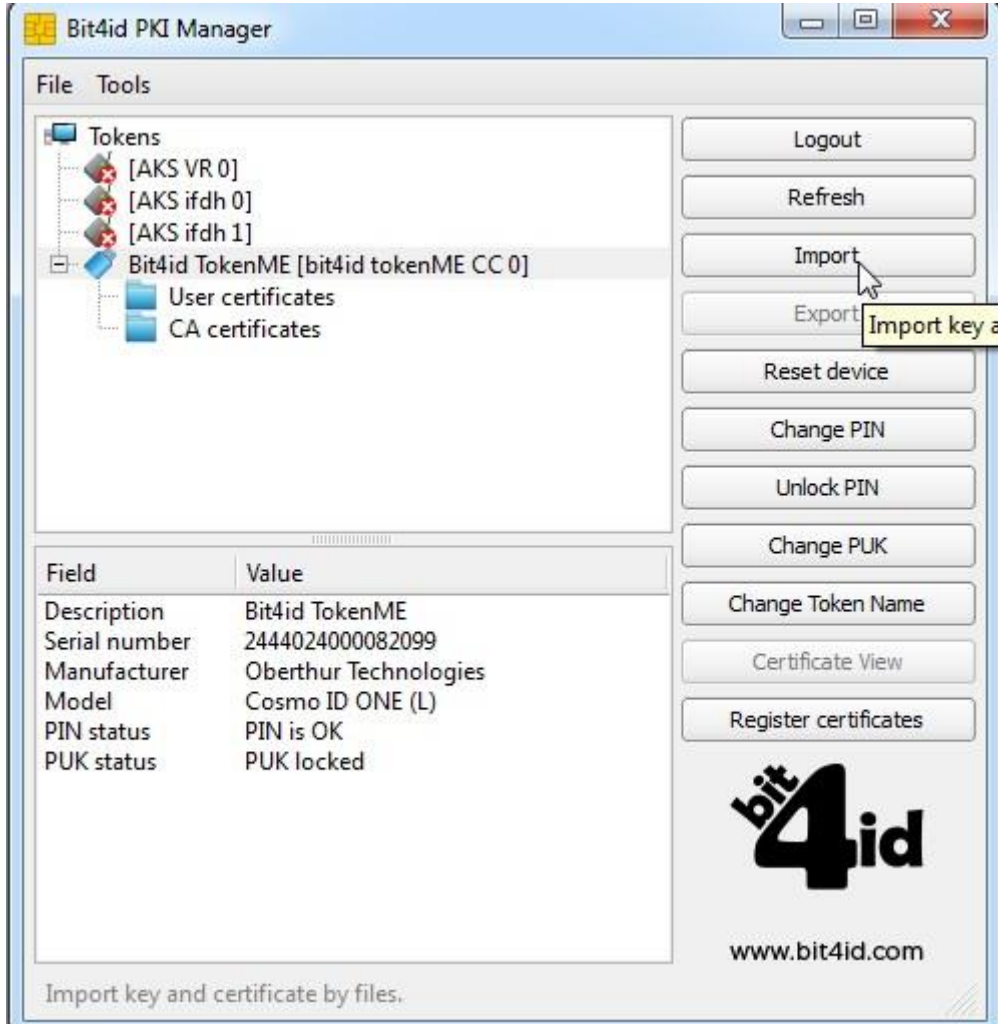 Bit4id PKI Manager
File Tools
Tokens
[AKS VR 0]
[AKS ifdh 0]
[AKS ifdh 1]
Bit4id TokenME [bit4id tokenME CC 0]
User certificates
CA certificates
Logout
Refresh
Import
Export
Import key a
Reset device
Change PIN
Unlock PIN
Change PUK
Change Token Name
Certificate View
Register certificates
Field Value
Description Bit4id TokenME
Serial number 2444024000082099
Manufacturer Oberthur Technologies
Model Cosmo ID ONE (L)
PIN status PIN is OK
PUK status PUK locked
bit4id
www.bit4id.com
Import key and certificate by files.